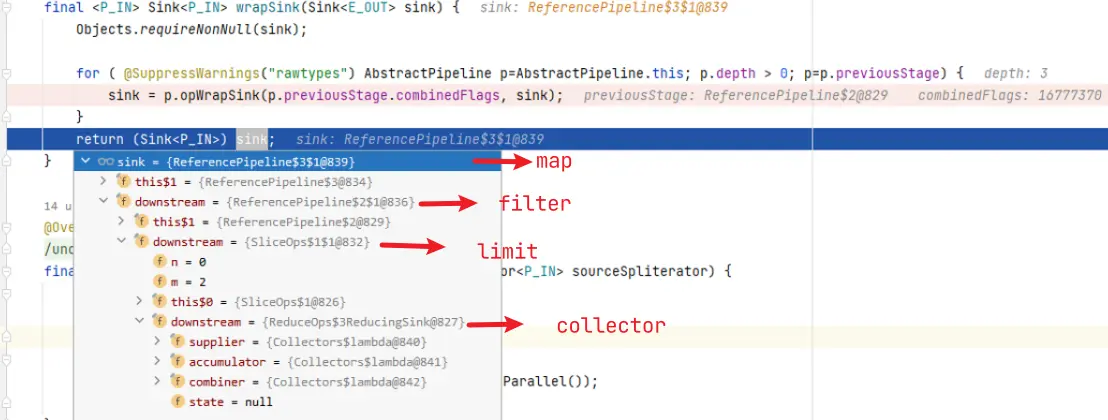 final <P_IN> Sink<P_IN> wrapSink(Sink<E_OUT> sink) {   sink: ReferencePipeline$3$1@839
Objects.requireNonNull(sink);
for ( @SuppressWarnings("rawtypes") AbstractPipeline p=AbstractPipeline.this; p.depth > 0; p=p.previousStage) {   depth: 3
sink = p.opWrapSink(p.previousStage.combinedFlags, sink);   previousStage: ReferencePipeline$2@829   combinedFlags: 16777370
}
return (Sink<P_IN>) sink;   sink: ReferencePipeline$3$1@839
}
sink = {ReferencePipeline$3$1@839} map
this$1 = {ReferencePipeline$3@834}
downstream = {ReferencePipeline$2$1@836} filter
14 u
this$1 = {ReferencePipeline$2@829}
@Ove
downstream = {SliceOps$1$1@832} limit
/unc
n = 0
fina or<P_IN> sourceSpliterator) {
m = 2
this$0 = {SliceOps$1@826}
downstream = {ReduceOps$3ReducingSink@827} collector
supplier = {Collectors$lambda@840}
accumulator = {Collectors$lambda@841}
combiner = {Collectors$lambda@842} Parallel());
state = null